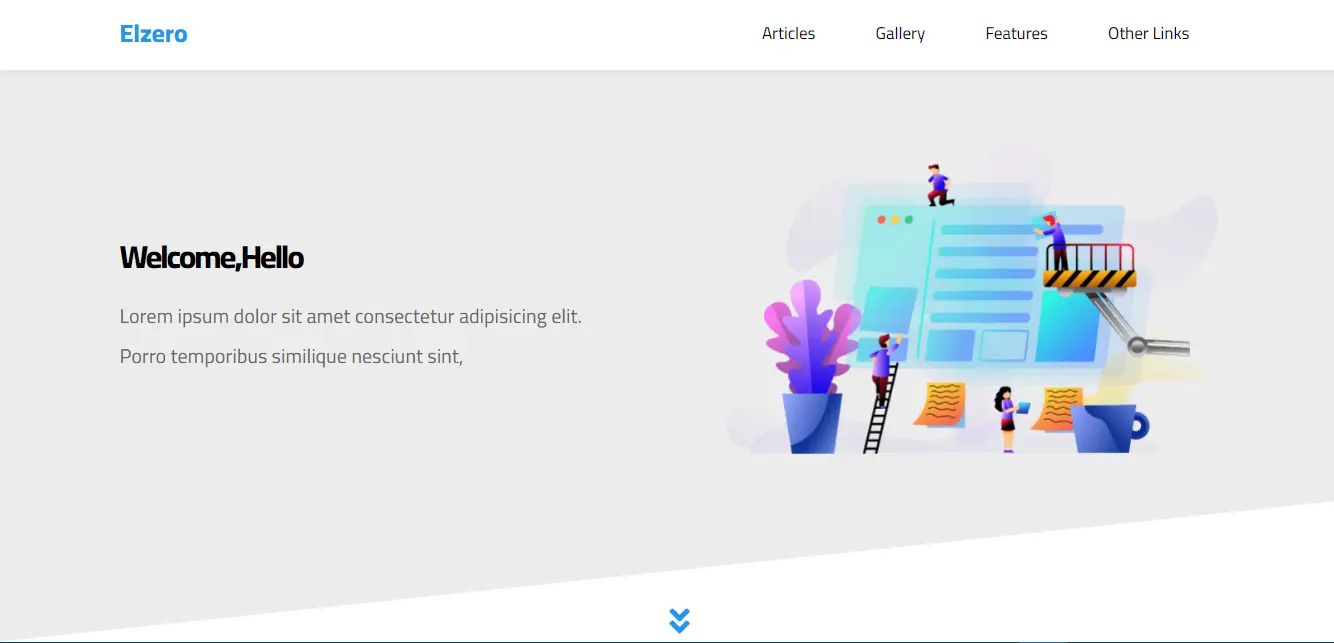 Elzero
Articles
Gallery
Features
Other Links
Welcome,Hello
Lorem ipsum dolor sit amet consectetur adipisicing elit.
Porro temporibus similique nesciunt sint,